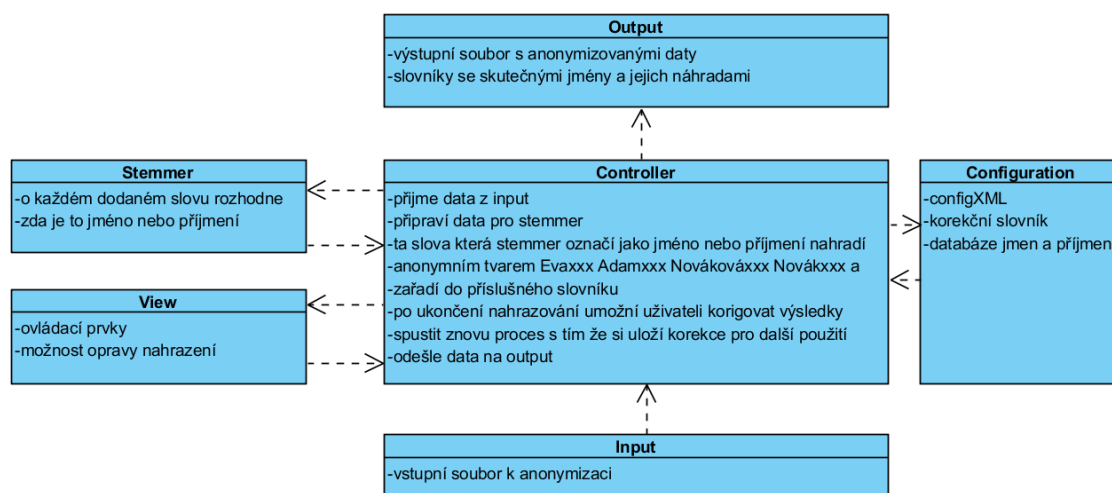 Output
-výstupní soubor s anonymizovanými daty
-slovníky se skutečnými jmény a jejich náhradami
Stemmer
-o každém dodaném slovu rozhodne
-zda je to jméno nebo příjmení
Controller
-přijme data z input
-připraví data pro stemmer
-ta slova která stemmer označí jako jméno nebo příjmení nahradí
-anonymním tvarem Evaxxx Adamxxx Novákováxxx Novákxxx a
-zařadí do příslušného slovníku
-po ukončení nahrazování umožní uživateli korigovat výsledky
-spustit znovu proces s tím že si uloží korekce pro další použití
-odešle data na output
Configuration
-configXML
-korekční slovník
-databáze jmen a příjmen
View
-ovládací prvky
-možnost opravy nahrazení
Input
-vstupní soubor k anonymizaci